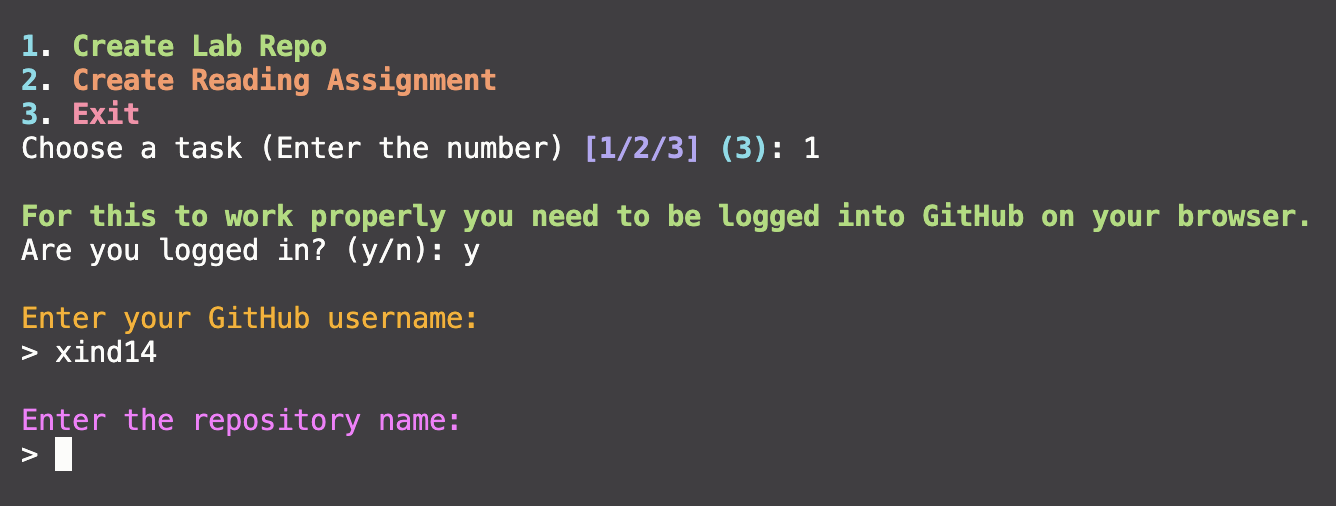 1. Create Lab Repo
2. Create Reading Assignment
3. Exit
Choose a task (Enter the number) [1/2/3] (3): 1
For this to work properly you need to be logged into GitHub on your browser.
Are you logged in? (y/n): y
Enter your GitHub username:
> xind14
Enter the repository name:
>